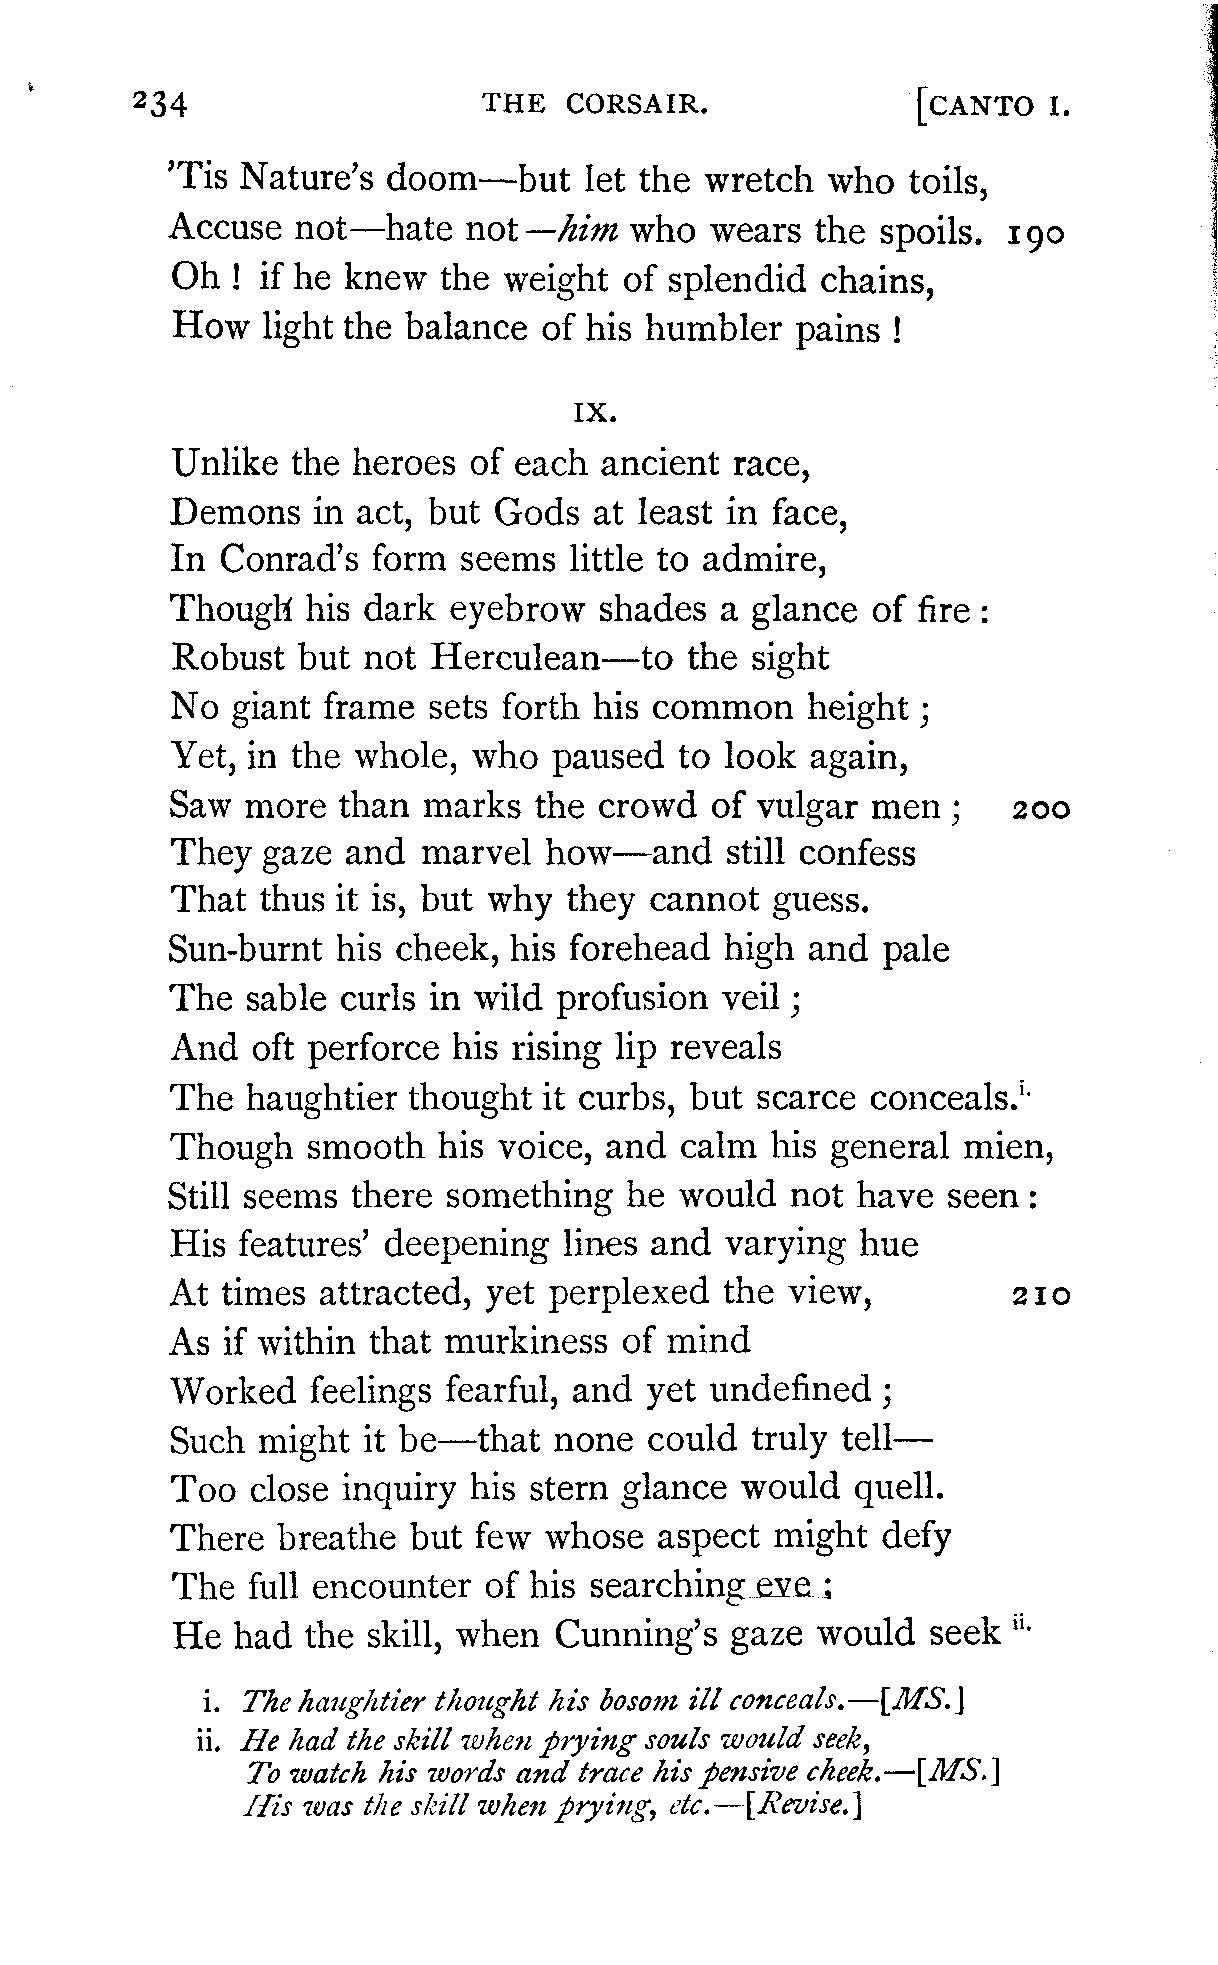 234 THE CORSAIR. [CANTO I.
'Tis Nature's doom—but let the wretch who toils,
Accuse not—hate not—him who wears the spoils. 190
Oh ! if he knew the weight of splendid chains,
How light the balance of his humbler pains !
IX.
Unlike the heroes of each ancient race,
Demons in act, but Gods at least in face,
In Conrad's form seems little to admire,
Though his dark eyebrow shades a glance of fire :
Robust but not Herculean—to the sight
No giant frame sets forth his common height ;
Yet, in the whole, who paused to look again,
Saw more than marks the crowd of vulgar men ; 200
They gaze and marvel how—and still confess
That thus it is, but why they cannot guess.
Sun-burnt his cheek, his forehead high and pale
The sable curls in wild profusion veil ;
And oft perforce his rising lip reveals
The haughtier thought it curbs, but scarce conceals.i.
Though smooth his voice, and calm his general mien,
Still seems there something he would not have seen :
His features' deepening lines and varying hue
At times attracted, yet perplexed the view, 210
As if within that murkiness of mind
Worked feelings fearful, and yet undefined ;
Such might it be—that none could truly tell—
Too close inquiry his stern glance would quell.
There breathe but few whose aspect might defy
The full encounter of his searching eye ;
He had the skill, when Cunning's gaze would seek ii.
i. The haughtier thought his bosom ill conceals.—[MS.]
ii. He had the skill when prying souls would seek,
To watch his words and trace his pensive cheek.—[MS.]
His was the skill when prying, etc.—[Revise.]